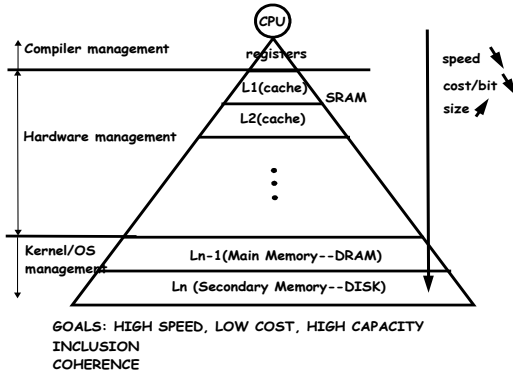 CPU
Compiler management
registers
speed
L1(cache)
SRAM
cost/bit
L2(cache)
size
Hardware management
Kernel/OS
management
Ln-1(Main Memory--DRAM)
Ln (Secondary Memory--DISK)
GOALS: HIGH SPEED, LOW COST, HIGH CAPACITY
INCLUSION
COHERENCE